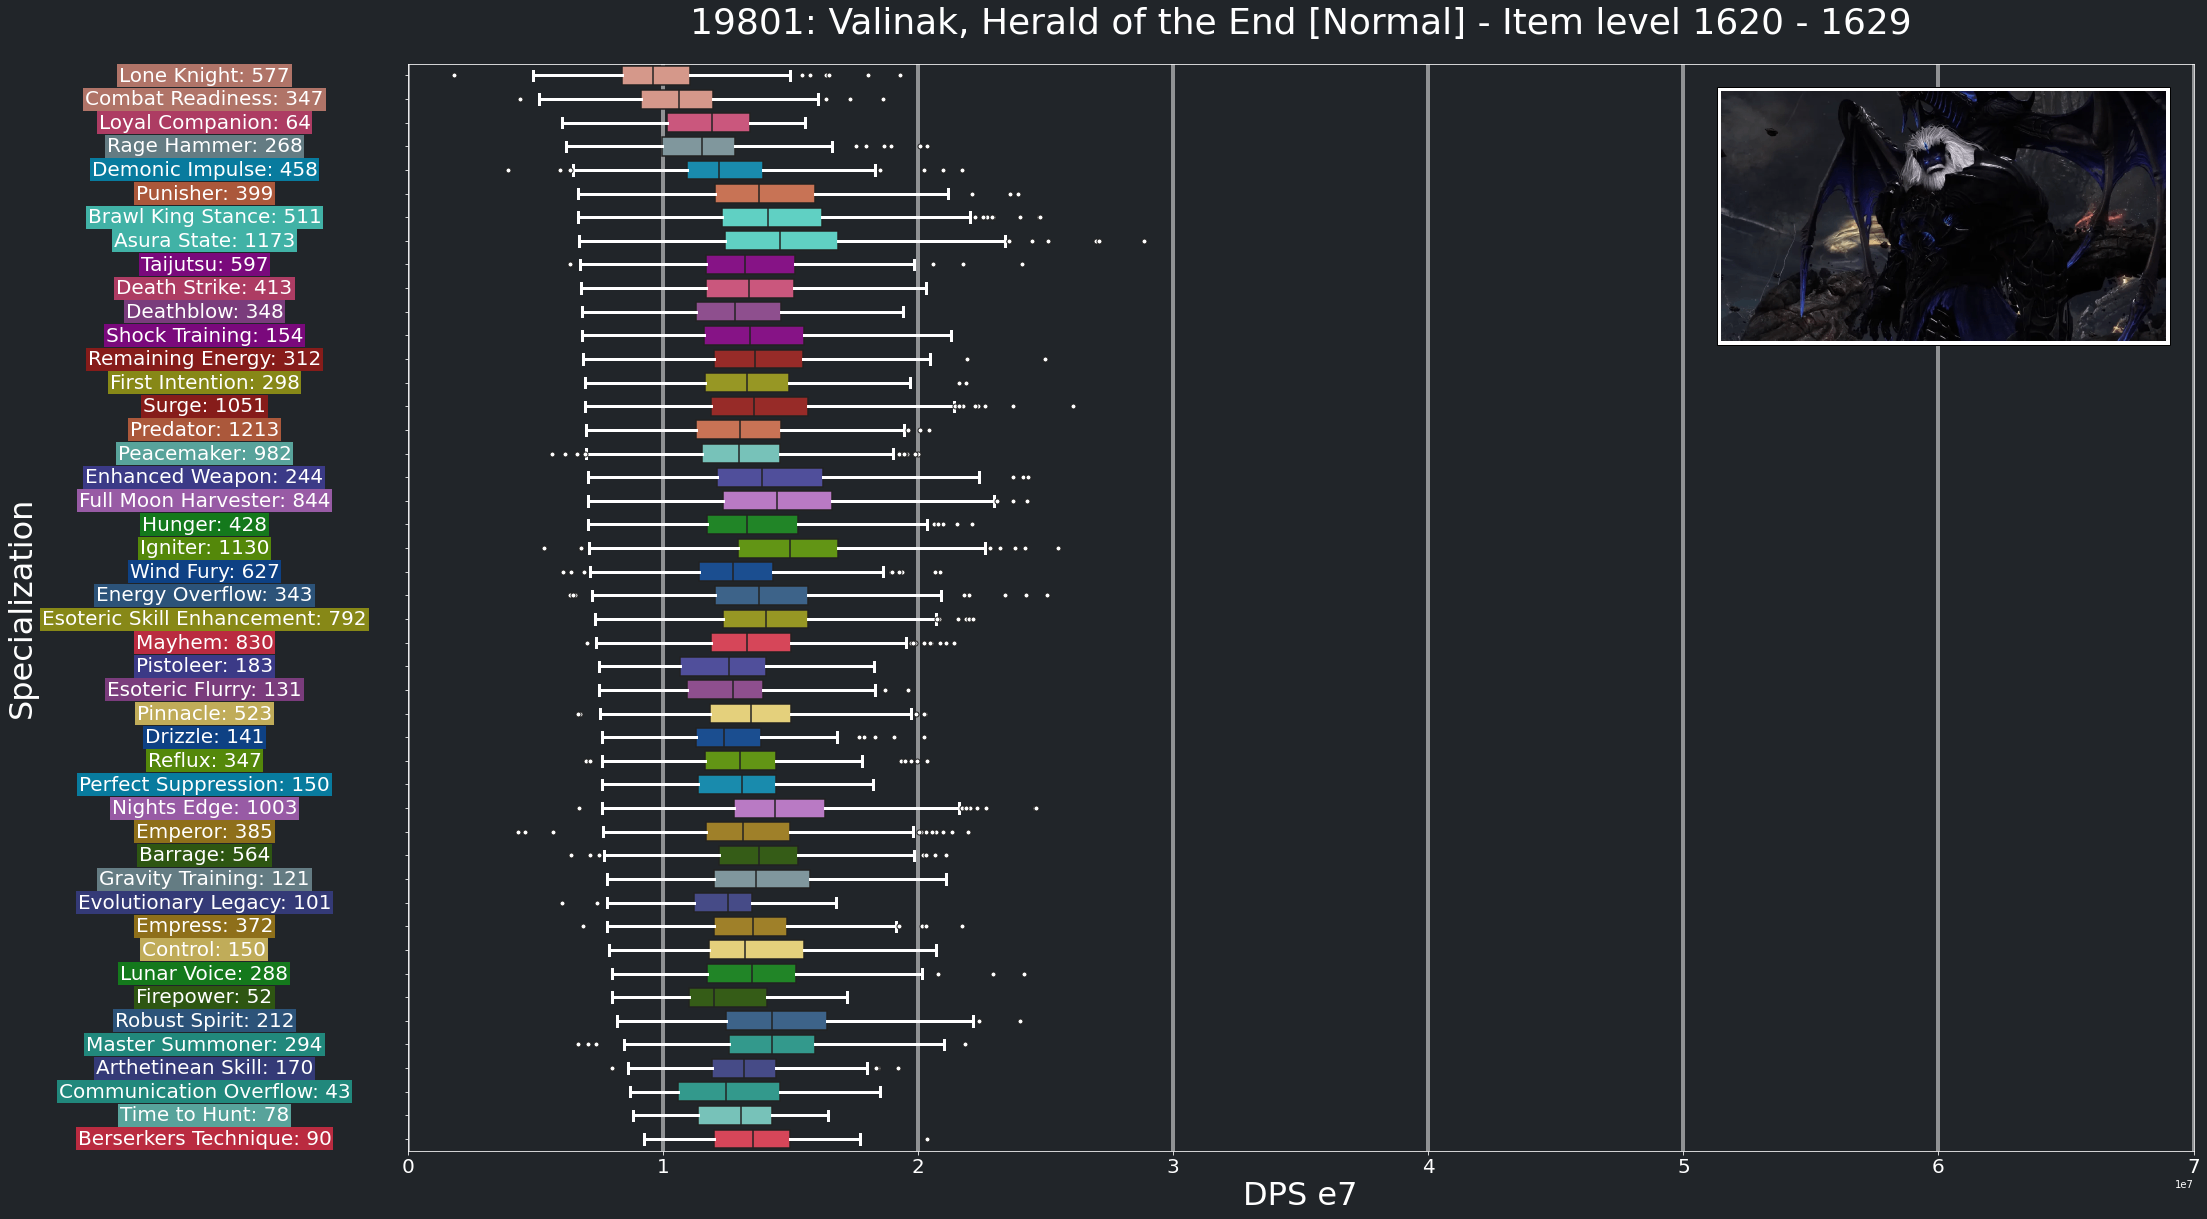 19801: Valinak, Herald of the End [Normal] - Item level 1620 - 1629
Specialization
Lone Knight: 577
Combat Readiness: 347
Loyal Companion: 64
Rage Hammer: 268
Demonic Impulse: 458
Punisher: 399
Brawl King Stance: 511
Asura State: 1173
Taijutsu: 597
Death Strike: 413
Deathblow: 348
Shock Training: 154
Remaining Energy: 312
First Intention: 298
Surge: 1051
Predator: 1213
Peacemaker: 982
Enhanced Weapon: 244
Full Moon Harvester: 844
Hunger: 428
Igniter: 1130
Wind Fury: 627
Energy Overflow: 343
Esoteric Skill Enhancement: 792
Mayhem: 830
Pistoleer: 183
Esoteric Flurry: 131
Pinnacle: 523
Drizzle: 141
Reflux: 347
Perfect Suppression: 150
Nights Edge: 1003
Emperor: 385
Barrage: 564
Gravity Training: 121
Evolutionary Legacy: 101
Empress: 372
Control: 150
Lunar Voice: 288
Firepower: 52
Robust Spirit: 212
Master Summoner: 294
Arthetinean Skill: 170
Communication Overflow: 43
Time to Hunt: 78
Berserkers Technique: 90
0 1 2 3 4 5 6 7
1e7
DPS e7